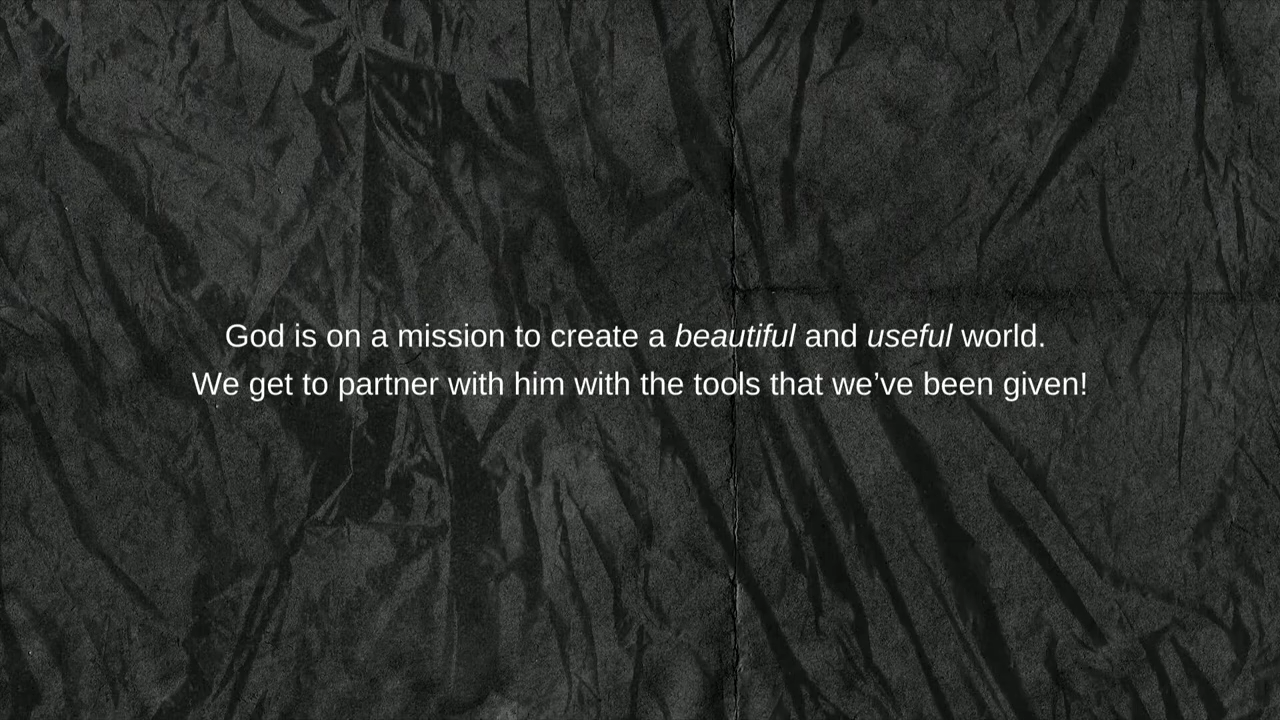 God is on a mission to create a beautiful and useful world.
We get to partner with him with the tools that we’ve been given!